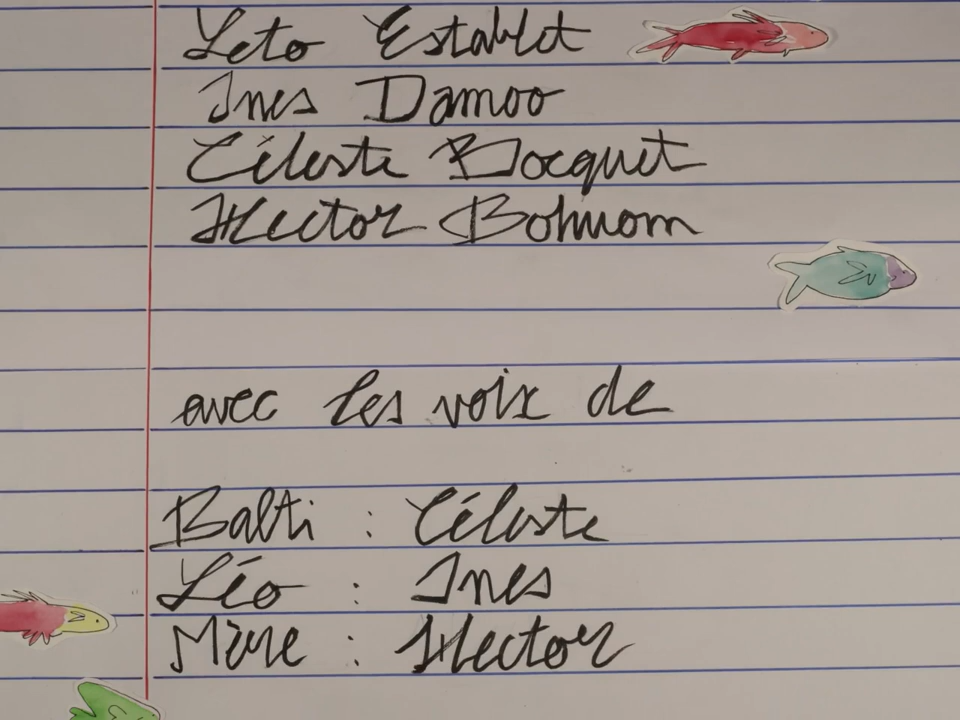 Leto Establet
Ines Damoo
Céleste Bocquet
Hector
avec les voix de
Balti : Céleste
Léo : Ines
Mère : Hector